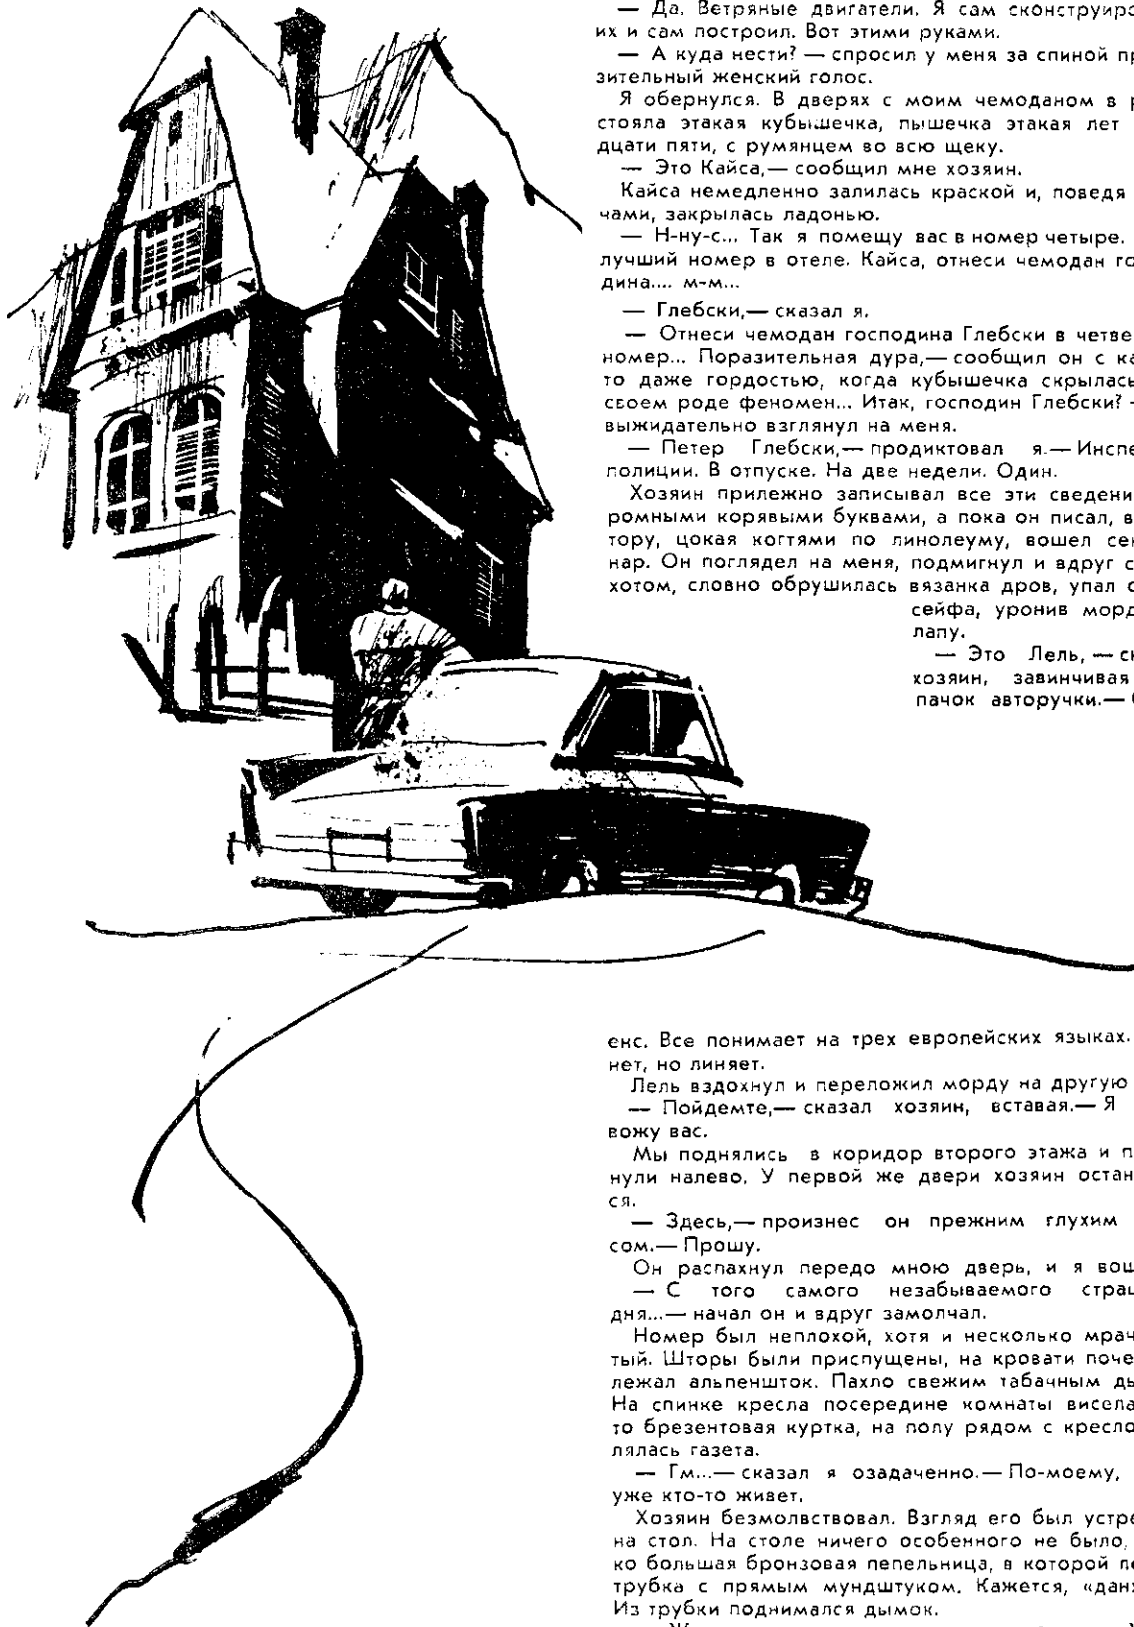 — Да. Ветряные двигатели. Я сам сконструиро
их и сам построил. Вот этими руками.
— А куда нести? — спросил у меня за спиной пр
зительный женский голос.
Я обернулся. В дверях с моим чемоданом в р
стояла этакая кубышечка, пышечка этакая лет
дцати пяти, с румянцем во всю щеку.
— Это Кайса,— сообщил мне хозяин.
Кайса немедленно залилась краской и, поведя
чами, закрылась ладонью.
— Н-ну-с... Так я помещу вас в номер четыре.
лучший номер в отеле. Кайса, отнеси чемодан го
дина.... м-м...
— Глебски,— сказал я.
— Отнеси чемодан господина Глебски в четве
номер... Поразительная дура,— сообщил он с ка
то даже гордостью, когда кубышечка скрылась
своем роде феномен... Итак, господин Глебски? -
выжидательно взглянул на меня.
— Петер Глебски,— продиктовал я.— Инспе
полиции. В отпуске. На две недели. Один.
Хозяин прилежно записывал все эти сведени
ромными корявыми буквами, а пока он писал, в
тору, цокая когтями по линолеуму, вошел сен
нар. Он поглядел на меня, подмигнул и вдруг с
хотом, словно обрушилась вязанка дров, упал о
сейфа, уронив морд
лапу.
— Это Лель, — ск
хозяин, завинчивая
пачок авторучки.— С
енс. Все понимает на трех европейских языках.
нет, но линяет.
Лель вздохнул и переложил морду на другую
— Пойдемте,— сказал хозяин, вставая.— Я
вожу вас.
Мы поднялись в коридор второго этажа и п
нули налево. У первой же двери хозяин остан
ся.
— Здесь,— произнес он прежним глухим
сом.— Прошу.
Он распахнул передо мною дверь, и я вош
— С того самого незабываемого страш
дня...— начал он и вдруг замолчал.
Номер был неплохой, хотя и несколько мрач
тый. Шторы были приспущены, на кровати поче
лежал альпеншток. Пахло свежим табачным ды
На спинке кресла посередине комнаты висела
то брезентовая куртка, на полу рядом с кресло
лялась газета.
— Гм...— сказал я озадаченно.— По-моему,
уже кто-то живет.
Хозяин безмолвствовал. Взгляд его был устре
на стол. На столе ничего особенного не было,
ко большая бронзовая пепельница, в которой ле
трубка с прямым мундштуком. Кажется, «данх
Из трубки поднимался дымок.